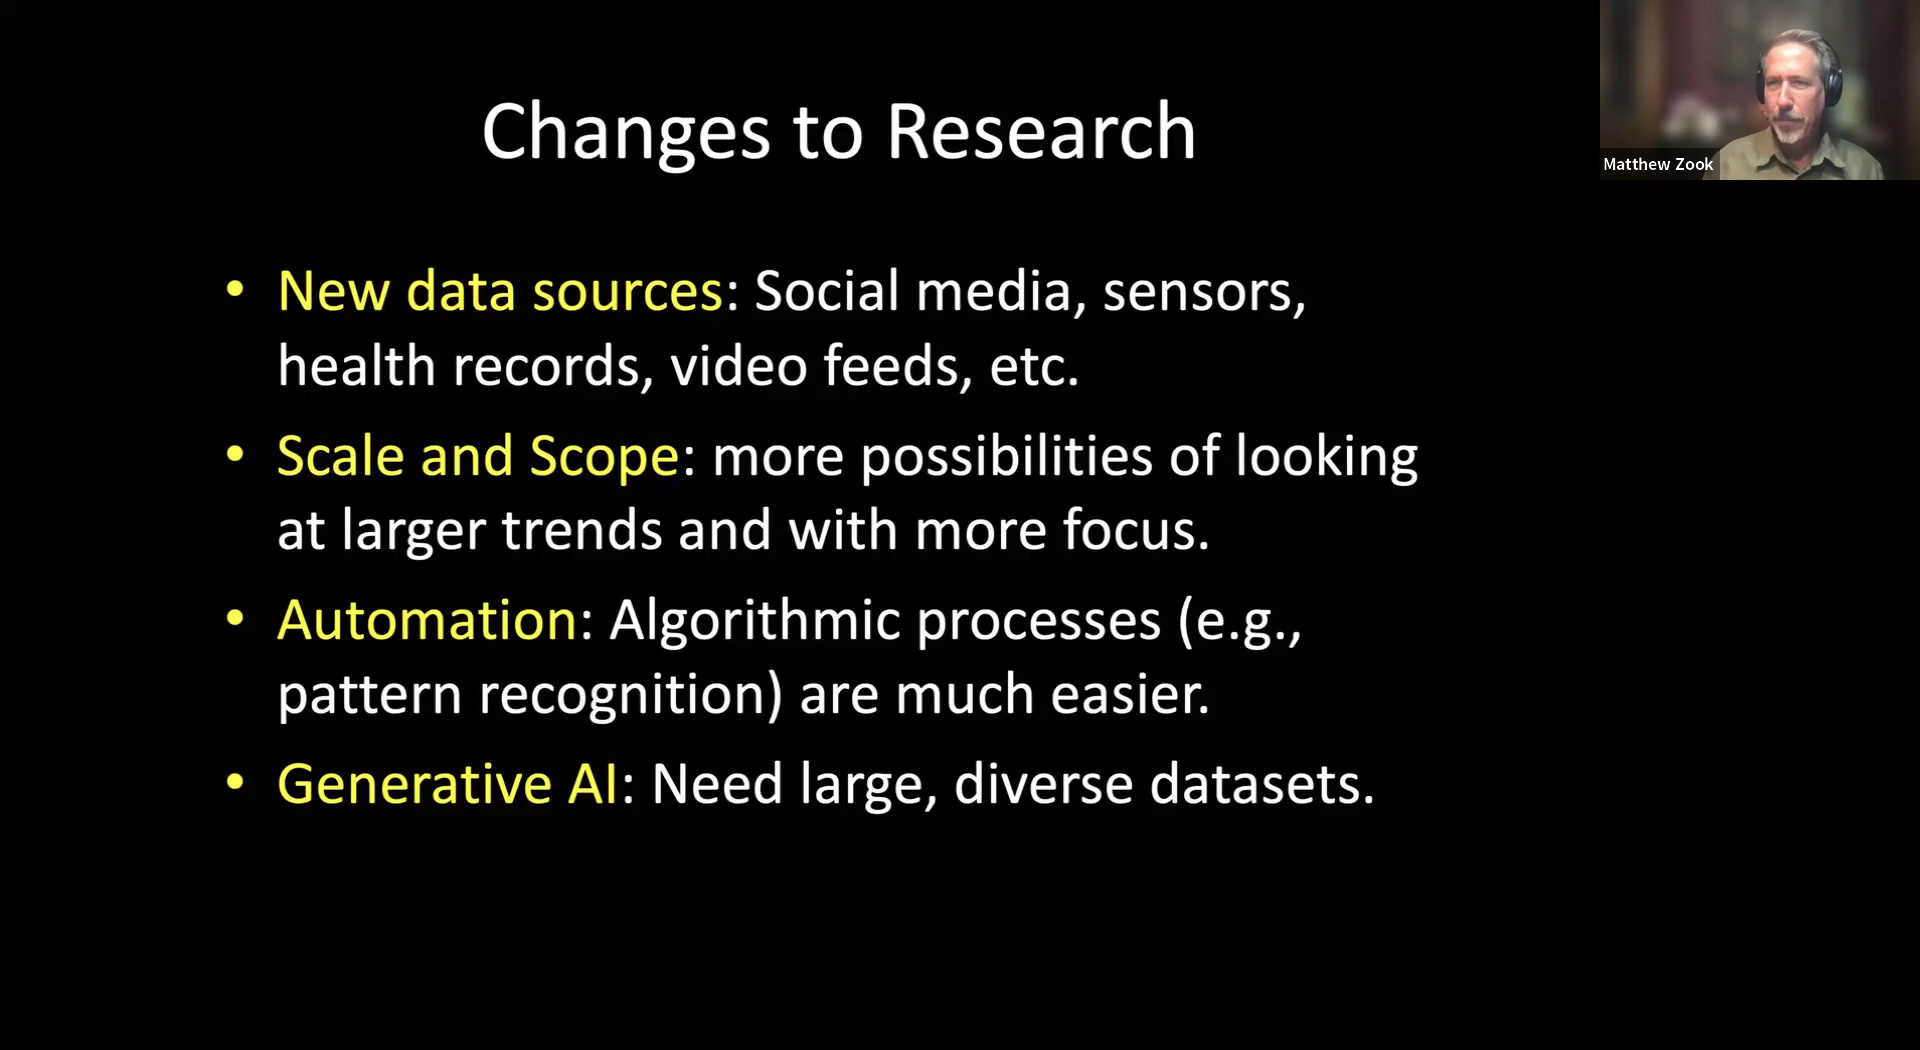 Changes to Research
Matthew Zook
• New data sources: Social media, sensors,
health records, video feeds, etc.
• Scale and Scope: more possibilities of looking
at larger trends and with more focus.
• Automation: Algorithmic processes (e.g.,
pattern recognition) are much easier.
• Generative AI: Need large, diverse datasets.